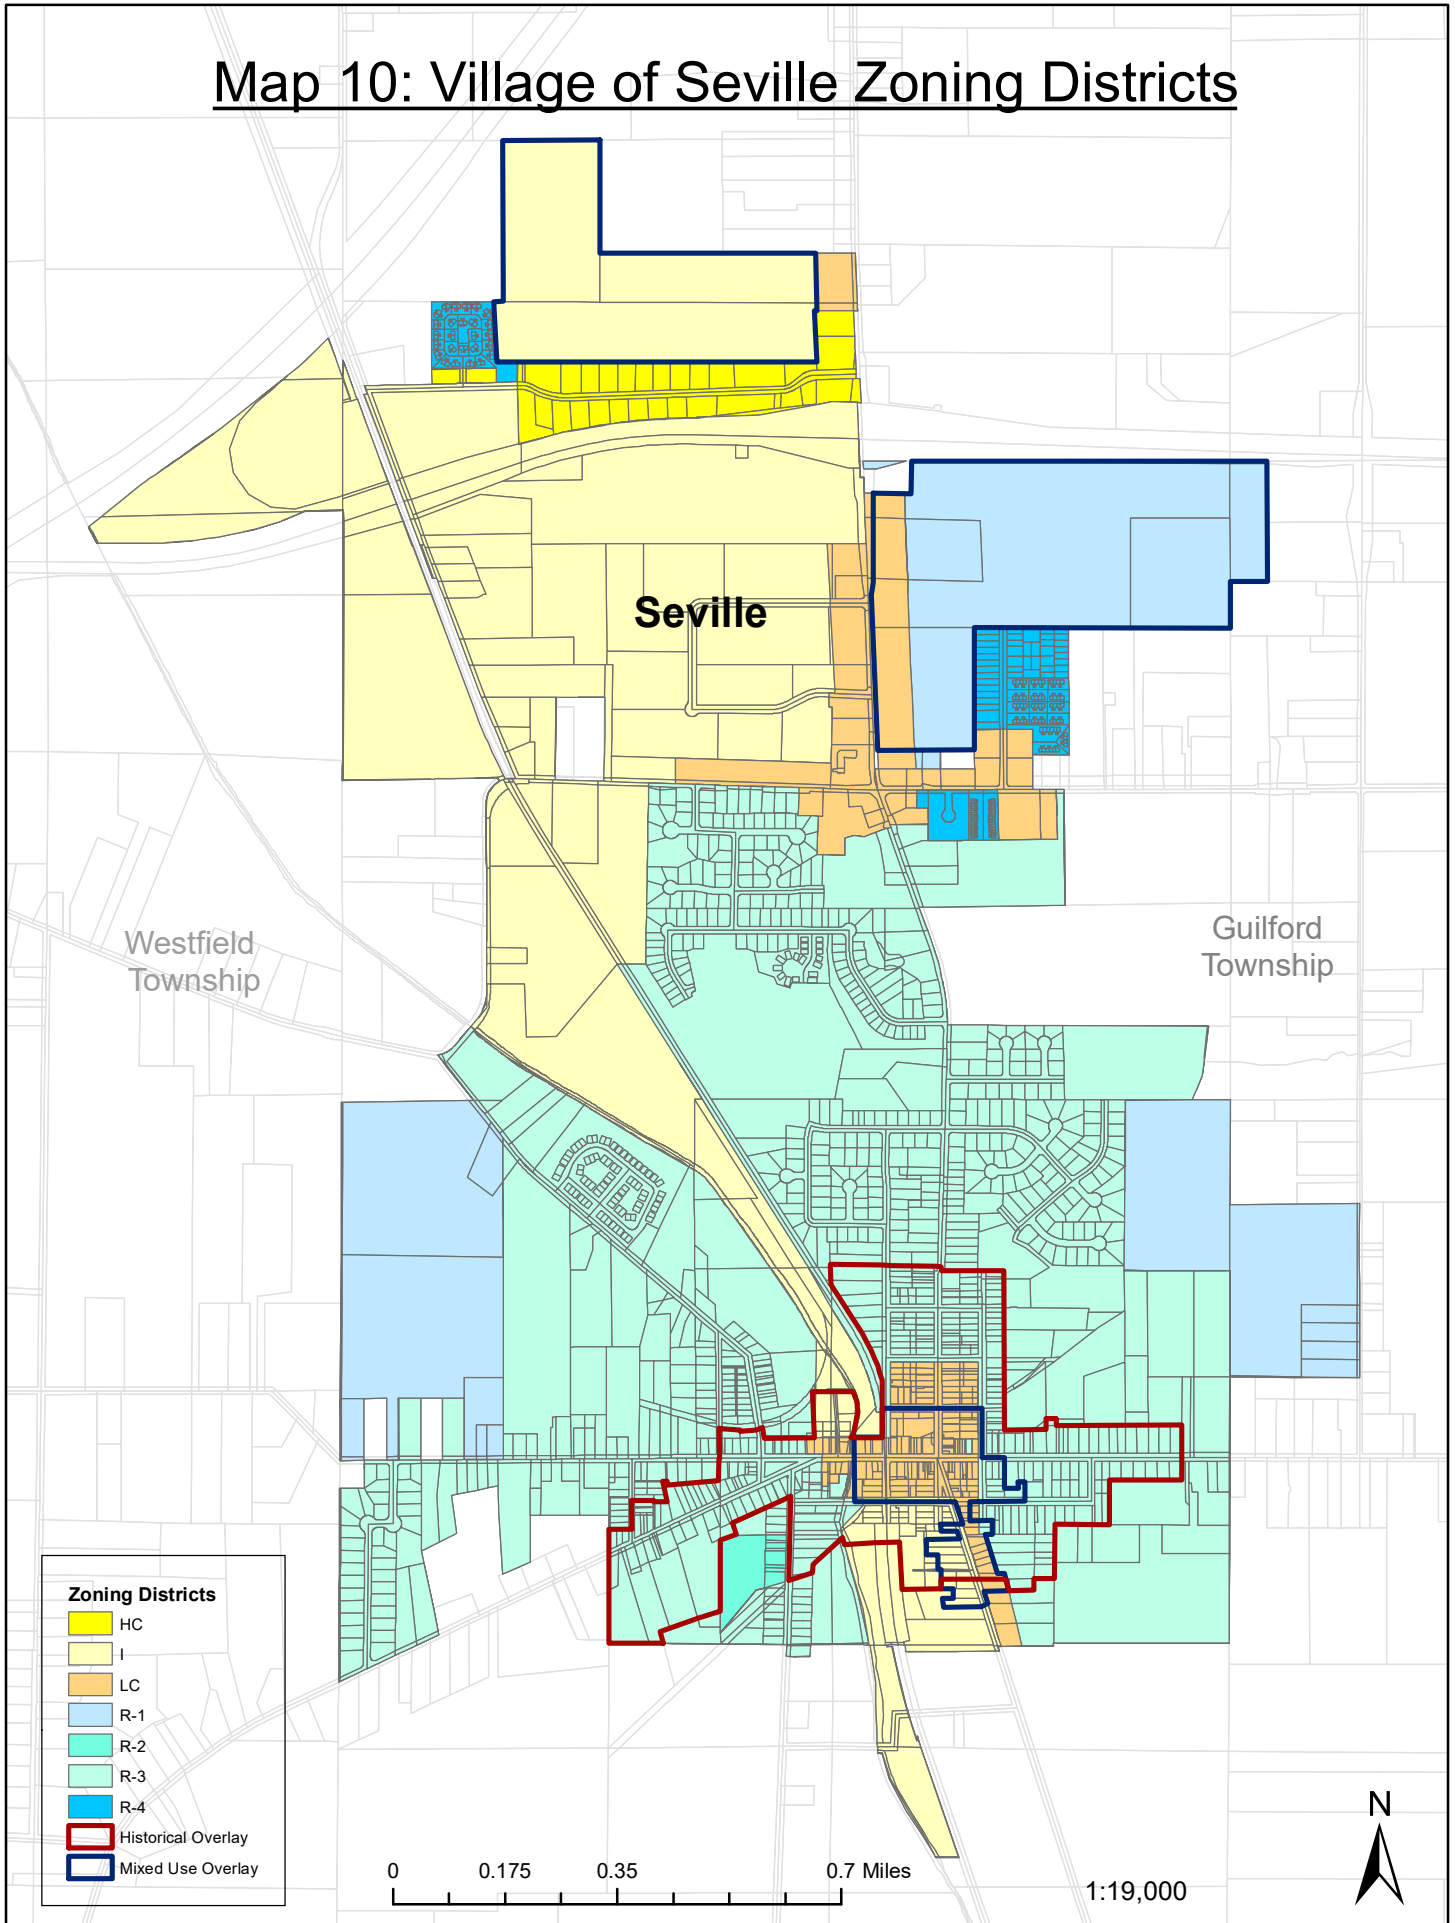 Map 10: Village of Seville Zoning Districts
Seville
Westfield
Township
Guilford
Township
Zoning Districts
HC
I
LC
R-1
R-2
R-3
R-4
Historical Overlay
Mixed Use Overlay
0 0.175 0.35 0.7 Miles
1:19,000
N